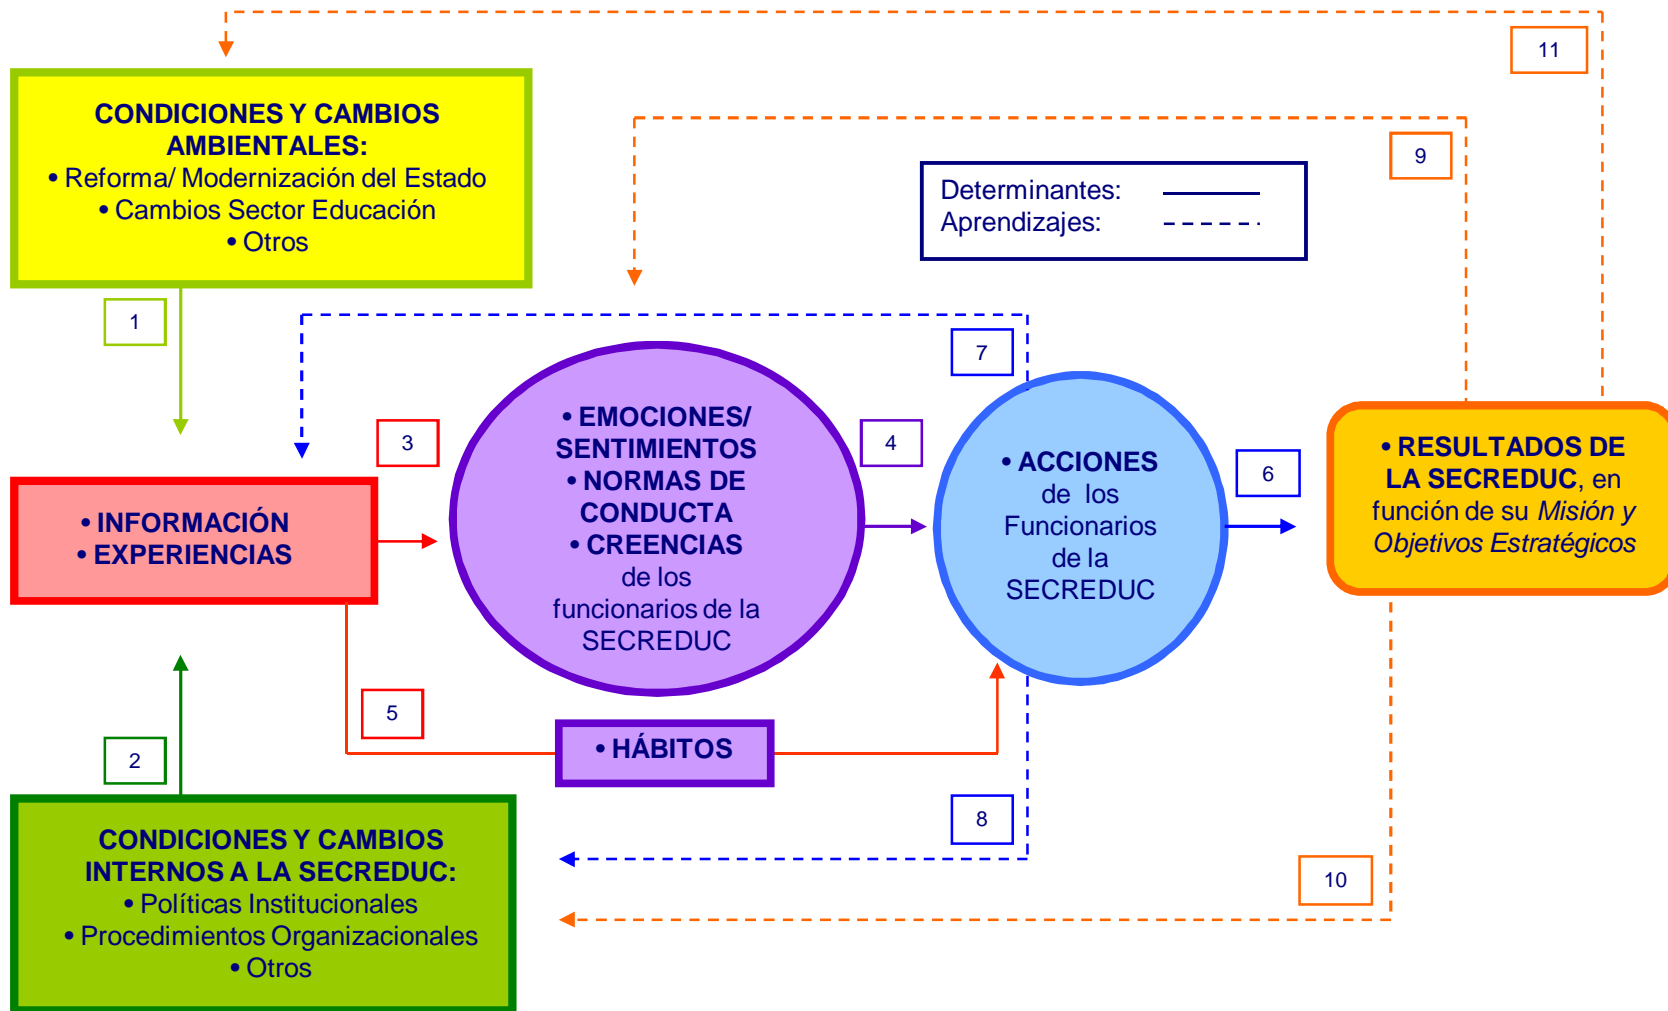 11
CONDICIONES Y CAMBIOS
AMBIENTALES:
• Reforma/ Modernización del Estado
• Cambios Sector Educación
• Otros
9
Determinantes:
Aprendizajes:
1
7
3
• EMOCIONES/
SENTIMIENTOS
• NORMAS DE
CONDUCTA
• CREENCIAS
de los
funcionarios de la
SECREDUC
4
• ACCIONES
de los
Funcionarios
de la
SECREDUC
6
• RESULTADOS DE
LA SECREDUC, en
función de su Misión y
Objetivos Estratégicos
• INFORMACIÓN
• EXPERIENCIAS
5
• HÁBITOS
2
8
10
CONDICIONES Y CAMBIOS
INTERNOS A LA SECREDUC:
• Políticas Institucionales
• Procedimientos Organizacionales
• Otros